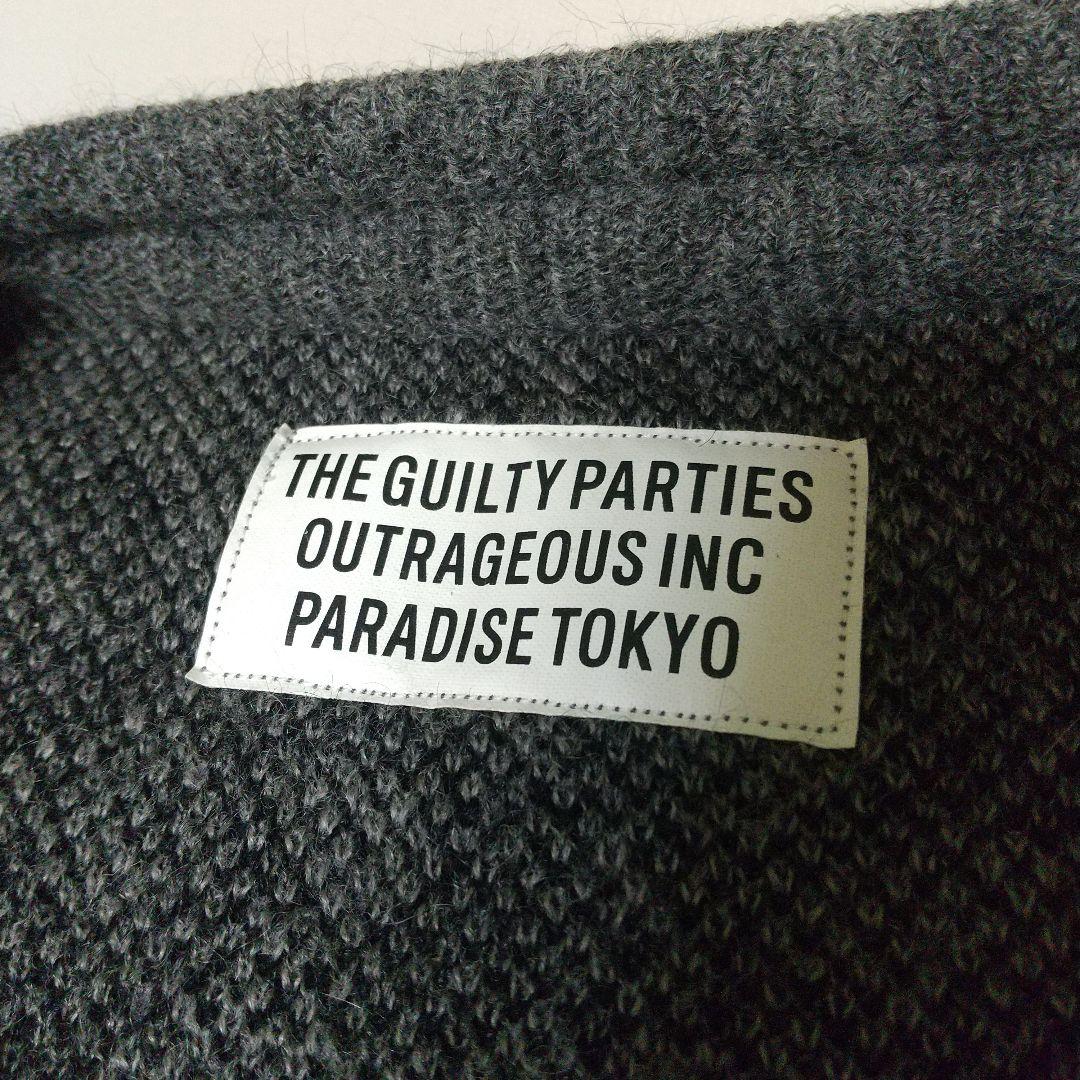 THE GUILTY PARTIES
OUTRAGEOUS INC
PARADISE TOKYO